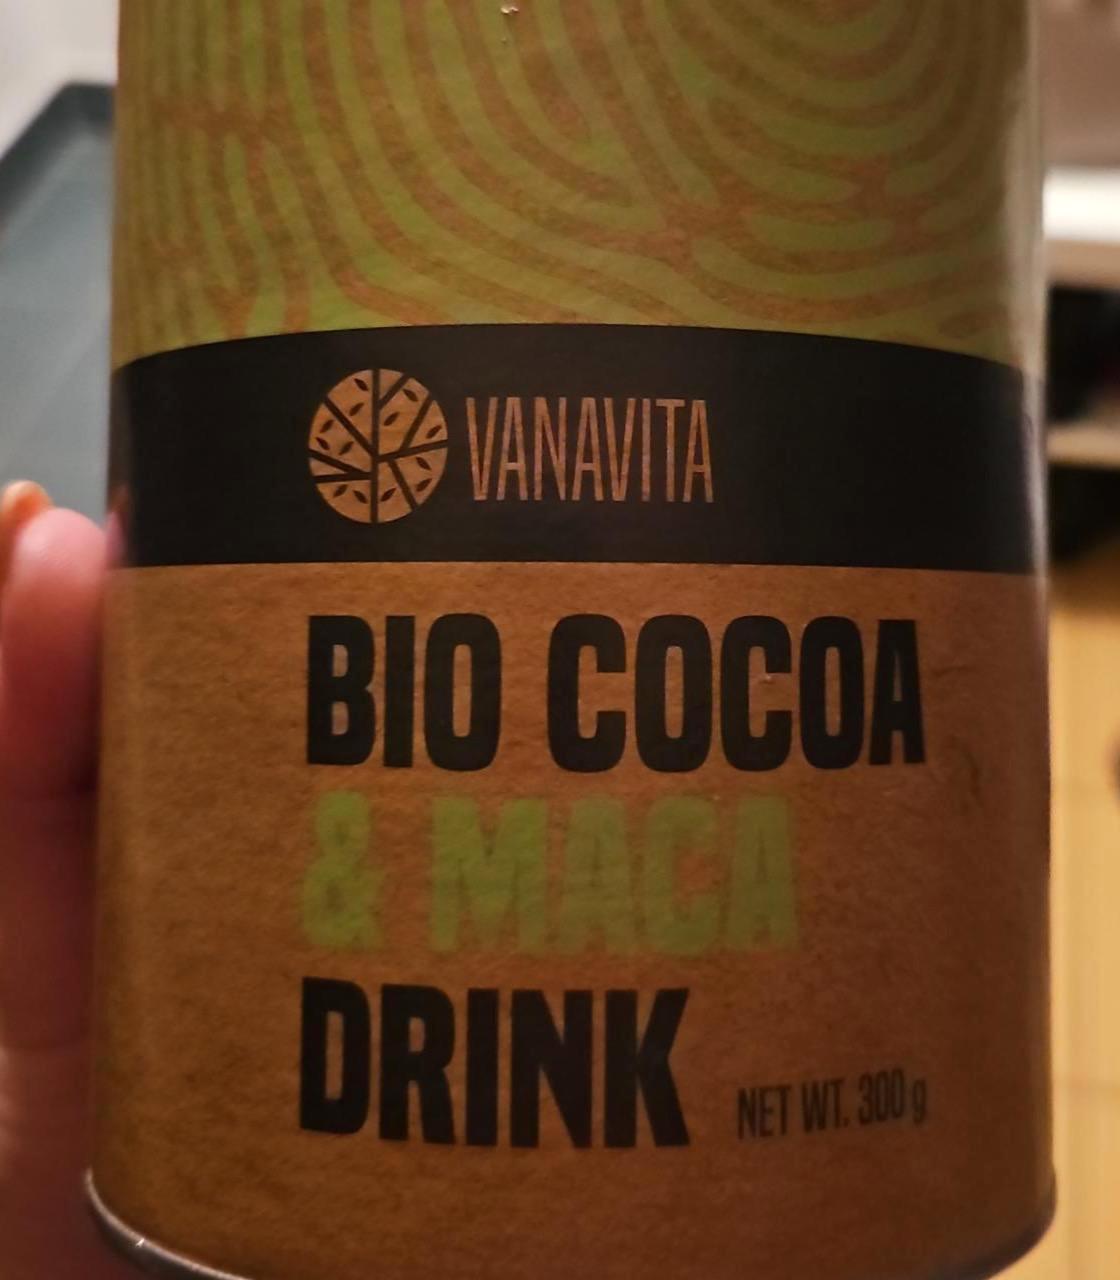 VANAVITA
BIO COCOA
& MACA
DRINK
NET WT. 300 g